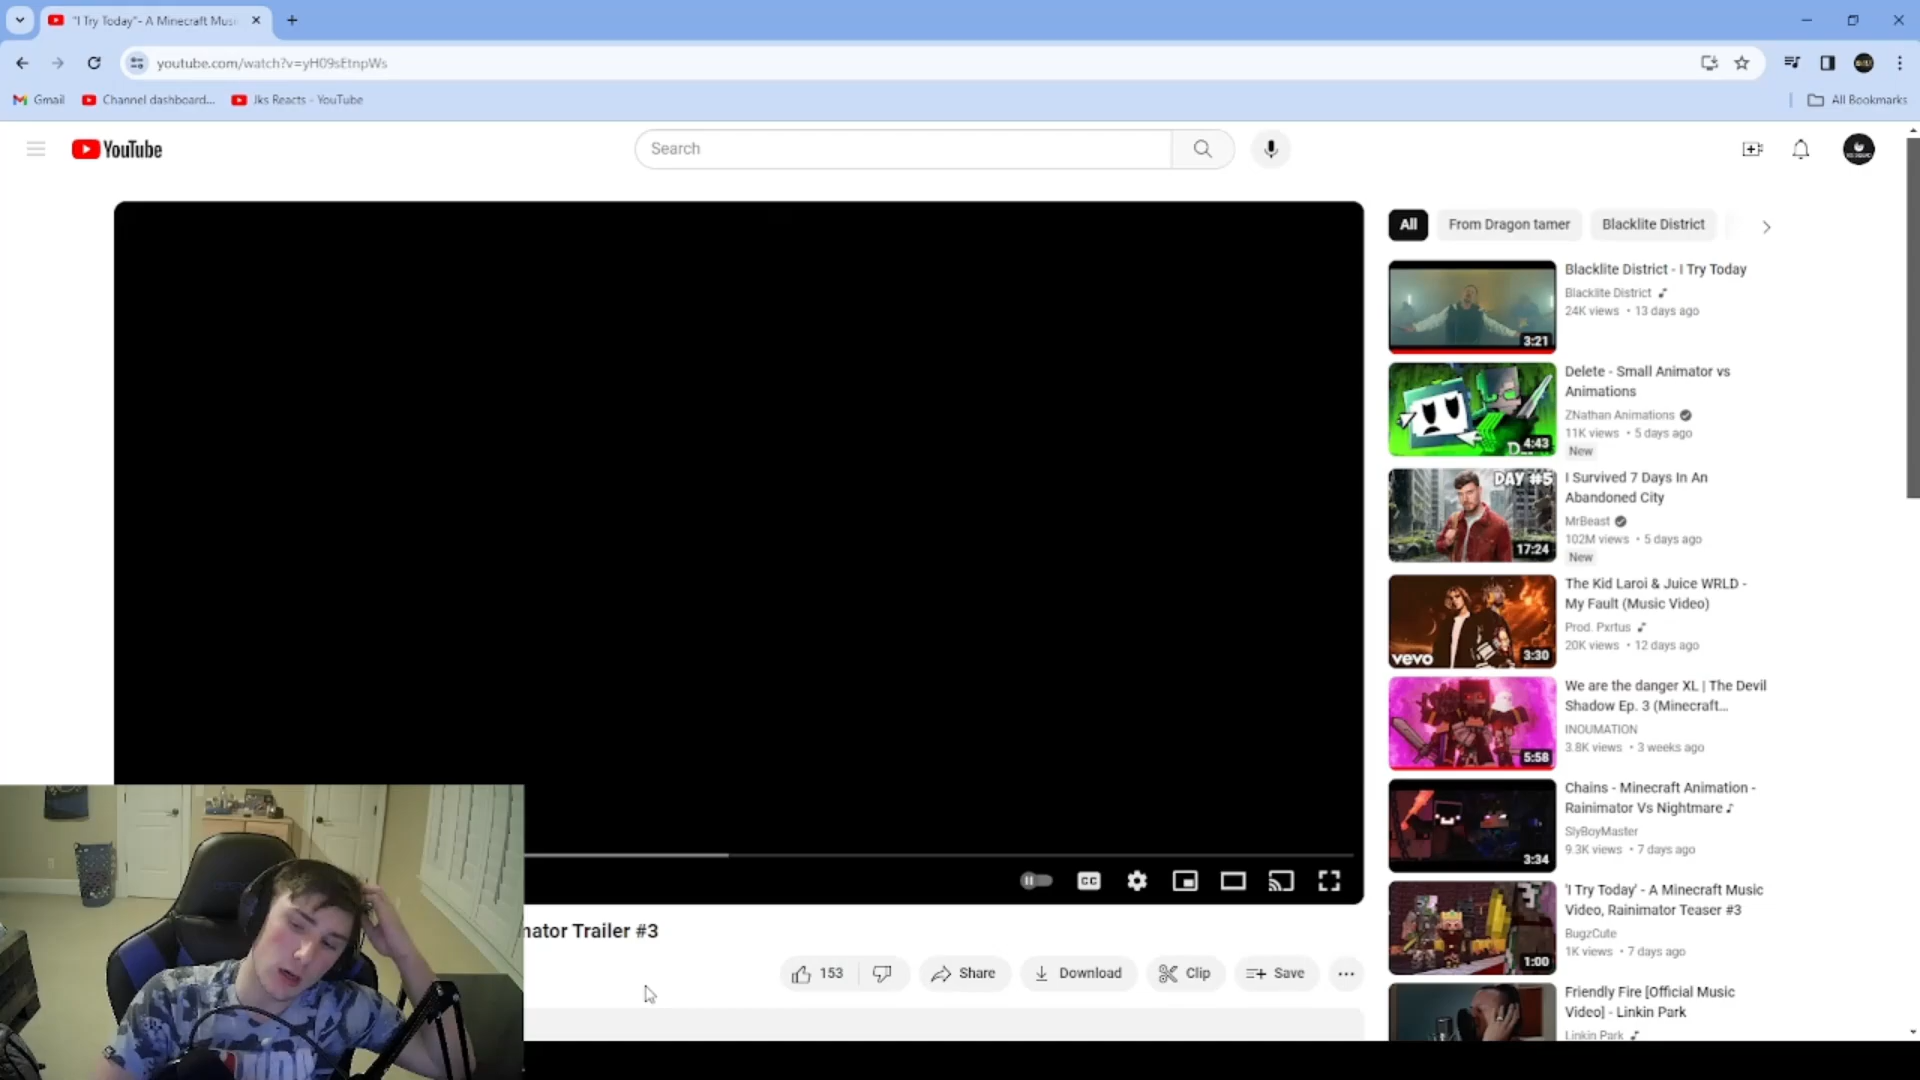 "I Try Today"- A Minecraft Mus
youtube.com/watch?v=yH09sEtnpWs
Gmail
Channel dashboard...
Jks Reacts - YouTube
All Bookmarks
YouTube
Search
All
From Dragon tamer
Blacklite District
Blacklite District - I Try Today
Blacklite District
24K views • 13 days ago
3:21
Delete - Small Animator vs
Animations
ZNathan Animations
11K views • 5 days ago
New
4:43
DAY #5
I Survived 7 Days In An
Abandoned City
MrBeast
102M views • 5 days ago
New
17:24
The Kid Laroi & Juice WRLD -
My Fault (Music Video)
Prod. Pxrtus
20K views • 12 days ago
vevo
3:30
We are the danger XL | The Devil
Shadow Ep. 3 (Minecraft...
INOUMATION
3.8K views • 3 weeks ago
5:58
Chains - Minecraft Animation -
Rainimator Vs Nightmare ♪
SlyBoyMaster
9.3K views • 7 days ago
3:34
'I Try Today' - A Minecraft Music
Video, Rainimator Teaser #3
BugzCute
1K views • 7 days ago
1:00
Friendly Fire [Official Music
Video] - Linkin Park
Linkin Park
CC
nator Trailer #3
153
Share
Download
Clip
Save